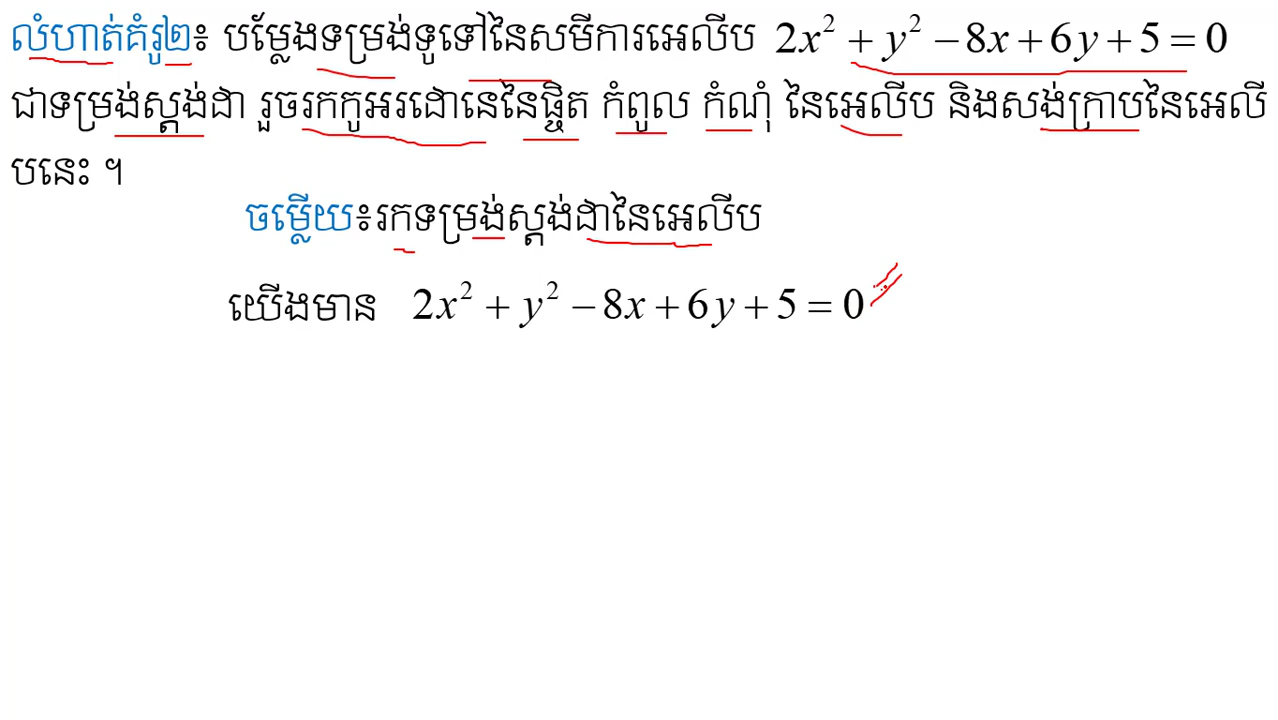 លំហាត់គំរូ២៖ បម្លែងទម្រង់ទូទៅនៃសមីការអេលីប 2x² + y² − 8x + 6y + 5 = 0
ជាទម្រង់ស្តង់ដា រួចរកកូអរដោនេនៃផ្ចិត កំពូល កំណុំ នៃអេលីប និងសង់ក្រាបនៃអេលី
បនេះ ។
ចម្លើយ៖រកទម្រង់ស្តង់ដានៃអេលីប
យើងមាន 2x² + y² − 8x + 6y + 5 = 0